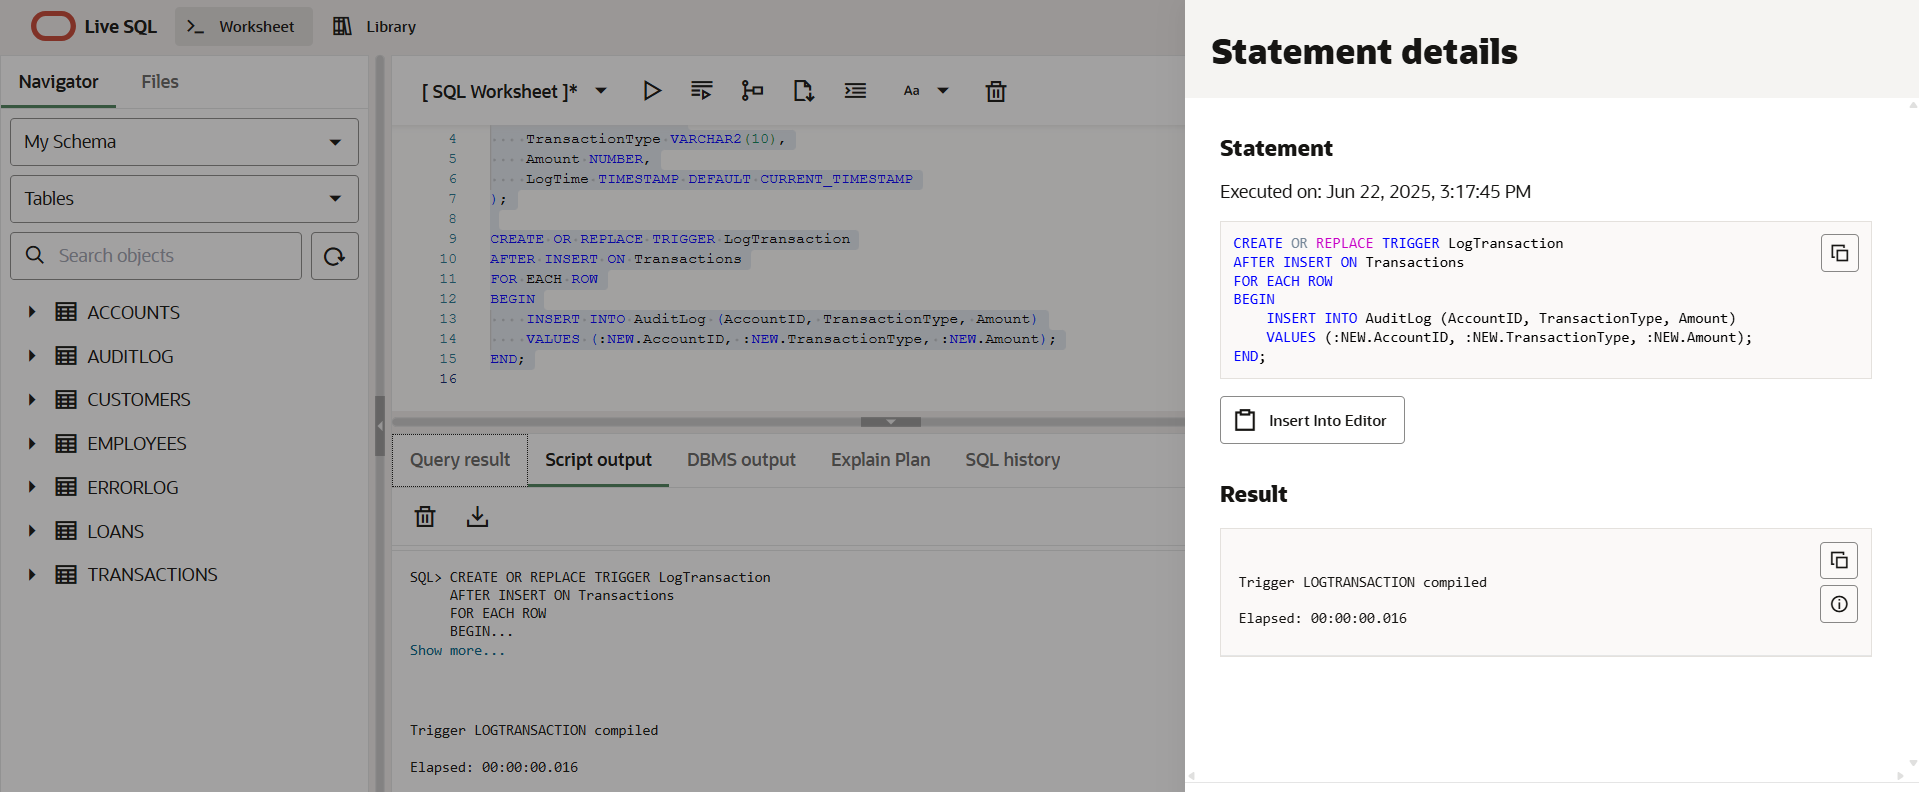 Live SQL
Worksheet
Library
Navigator
Files
My Schema
Tables
Search objects
ACCOUNTS
AUDITLOG
CUSTOMERS
EMPLOYEES
ERRORLOG
LOANS
TRANSACTIONS
[ SQL Worksheet ]*
Aa
4 TransactionType VARCHAR2(10),
5 Amount NUMBER,
6 LogTime TIMESTAMP DEFAULT CURRENT_TIMESTAMP
7 );
8
9 CREATE OR REPLACE TRIGGER LogTransaction
10 AFTER INSERT ON Transactions
11 FOR EACH ROW
12 BEGIN
13 INSERT INTO AuditLog (AccountID, TransactionType, Amount)
14 VALUES (:NEW.AccountID, :NEW.TransactionType, :NEW.Amount);
15 END;
16
Query result
Script output
DBMS output
Explain Plan
SQL history
SQL> CREATE OR REPLACE TRIGGER LogTransaction
AFTER INSERT ON Transactions
FOR EACH ROW
BEGIN...
Show more...
Trigger LOGTRANSACTION compiled
Elapsed: 00:00:00.016
Statement details
Statement
Executed on: Jun 22, 2025, 3:17:45 PM
CREATE OR REPLACE TRIGGER LogTransaction
AFTER INSERT ON Transactions
FOR EACH ROW
BEGIN
INSERT INTO AuditLog (AccountID, TransactionType, Amount)
VALUES (:NEW.AccountID, :NEW.TransactionType, :NEW.Amount);
END;
Insert Into Editor
Result
Trigger LOGTRANSACTION compiled
Elapsed: 00:00:00.016